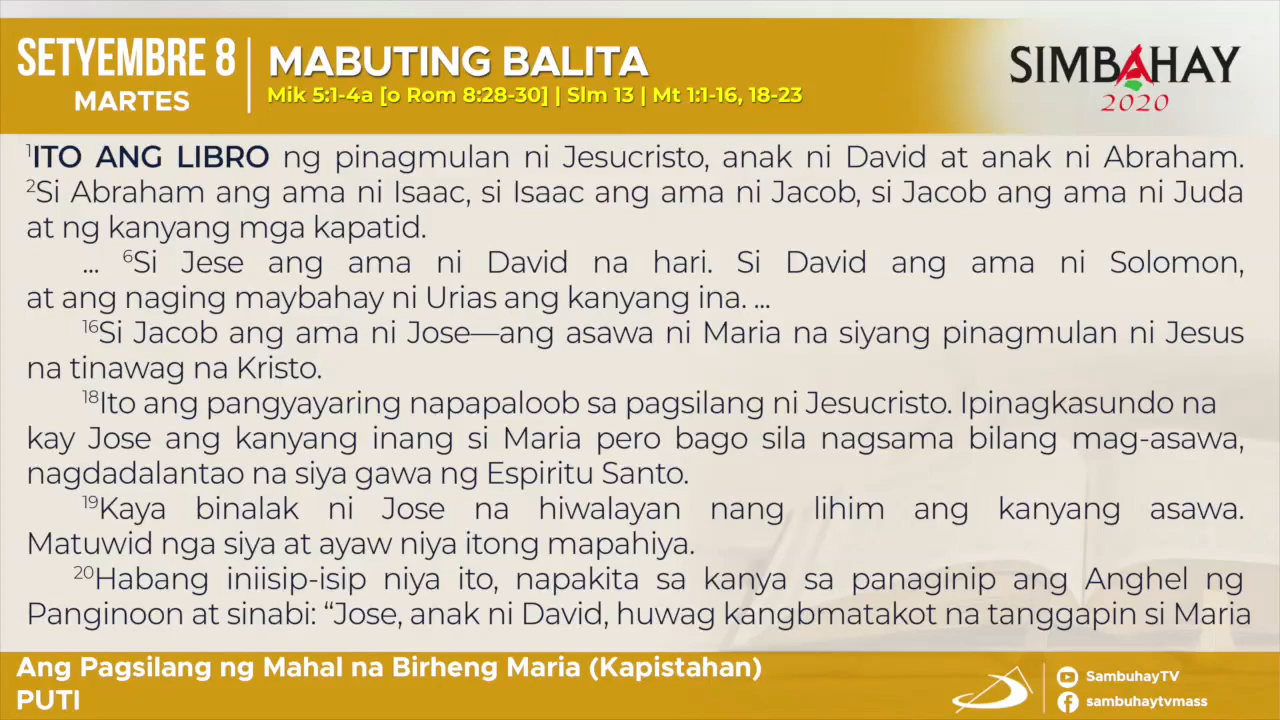 SETYEMBRE 8
MARTES
MABUTING BALITA
Mik 5:1-4a [o Rom 8:28-30] | Slm 13 | Mt 1:1-16, 18-23
SIMBAHAY
2020
1ITO ANG LIBRO ng pinagmulan ni Jesucristo, anak ni David at anak ni Abraham.
2Si Abraham ang ama ni Isaac, si Isaac ang ama ni Jacob, si Jacob ang ama ni Juda
at ng kanyang mga kapatid.
... 6Si Jese ang ama ni David na hari. Si David ang ama ni Solomon,
at ang naging maybahay ni Urias ang kanyang ina. ...
16Si Jacob ang ama ni Jose—ang asawa ni Maria na siyang pinagmulan ni Jesus
na tinawag na Kristo.
18Ito ang pangyayaring napapaloob sa pagsilang ni Jesucristo. Ipinagkasundo na
kay Jose ang kanyang inang si Maria pero bago sila nagsama bilang mag-asawa,
nagdadalantao na siya gawa ng Espiritu Santo.
19Kaya binalak ni Jose na hiwalayan nang lihim ang kanyang asawa.
Matuwid nga siya at ayaw niya itong mapahiya.
20Habang iniisip-isip niya ito, napakita sa kanya sa panaginip ang Anghel ng
Panginoon at sinabi: “Jose, anak ni David, huwag kangbmatakot na tanggapin si Maria
Ang Pagsilang ng Mahal na Birheng Maria (Kapistahan)
PUTI
SambuhayTV
sambuhaytvmass